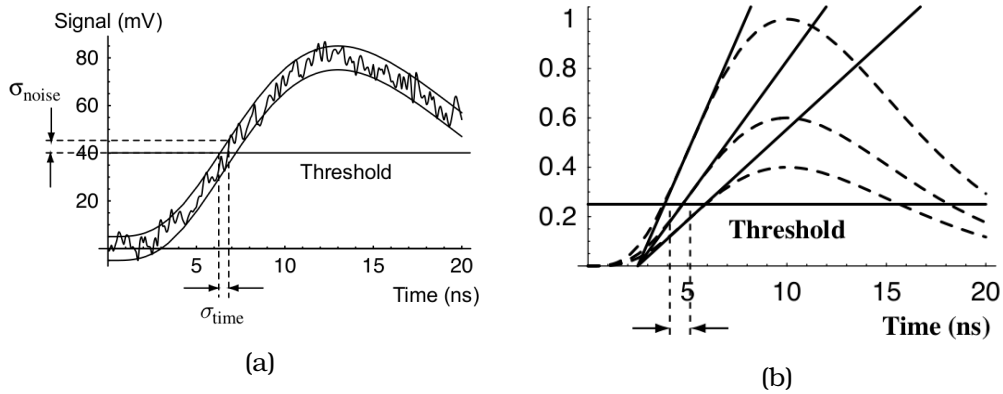 Signal (mV)
80
σnoise
60
40
Threshold
20
5
10
15
20
Time (ns)
σtime
(a)
1
0.8
0.6
0.4
0.2
Threshold
5
10
15
20
Time (ns)
(b)